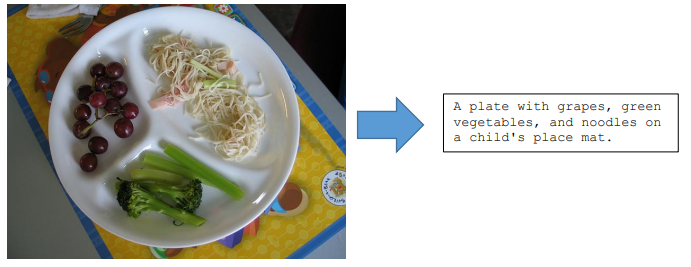 A plate with grapes, green
vegetables, and noodles on
a child's place mat.